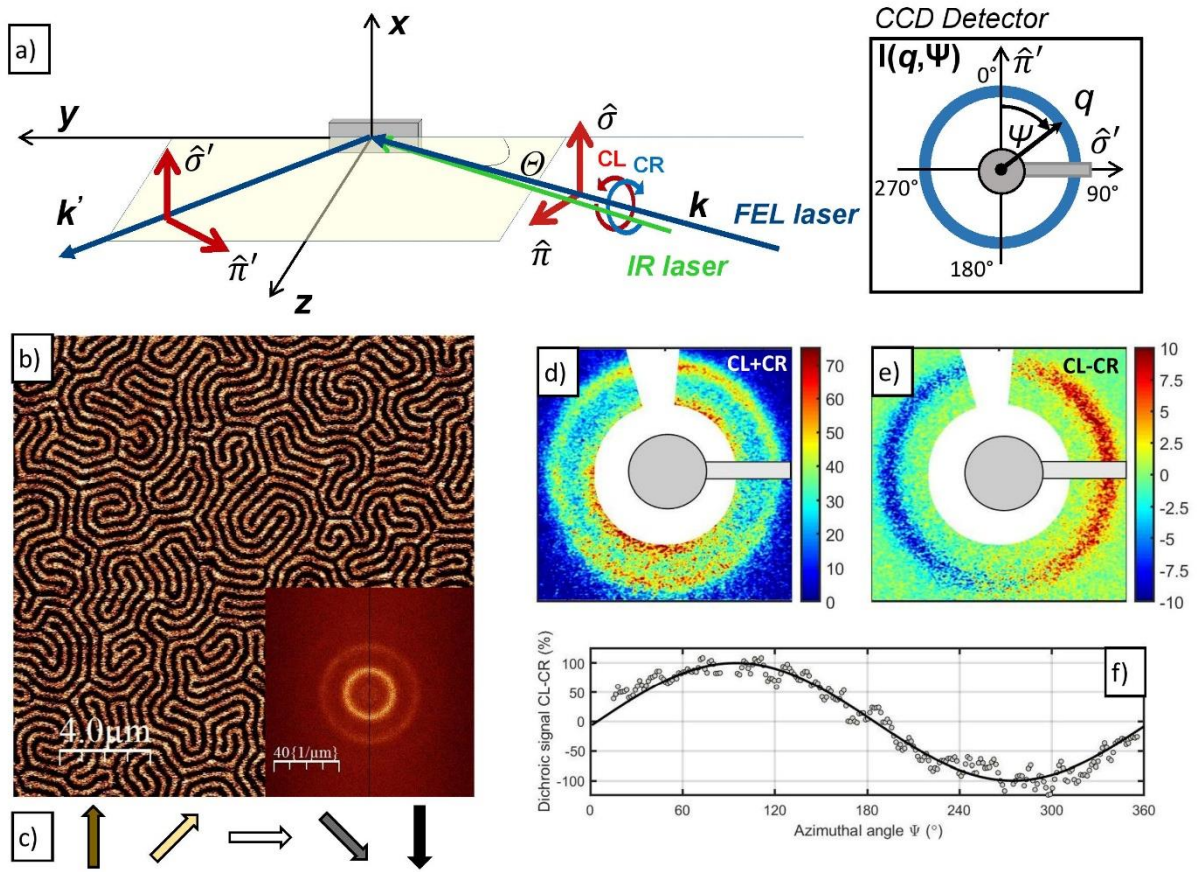 a)
x
y
z
σ̂′
π̂′
k’
Θ
σ̂
π̂
CL
CR
k
FEL laser
IR laser
CCD Detector
I(q,Ψ)
0°
π̂′
q
Ψ
σ̂′
270°
90°
180°
b)
4.0µm
40{1/µm}
c)
d)
CL+CR
70
60
50
40
30
20
10
0
e)
CL-CR
10
7.5
5
2.5
0
-2.5
-5
-7.5
-10
f)
Dichroic signal CL-CR (%)
100
50
0
-50
-100
0
60
120
180
240
300
360
Azimuthal angle Ψ (°)